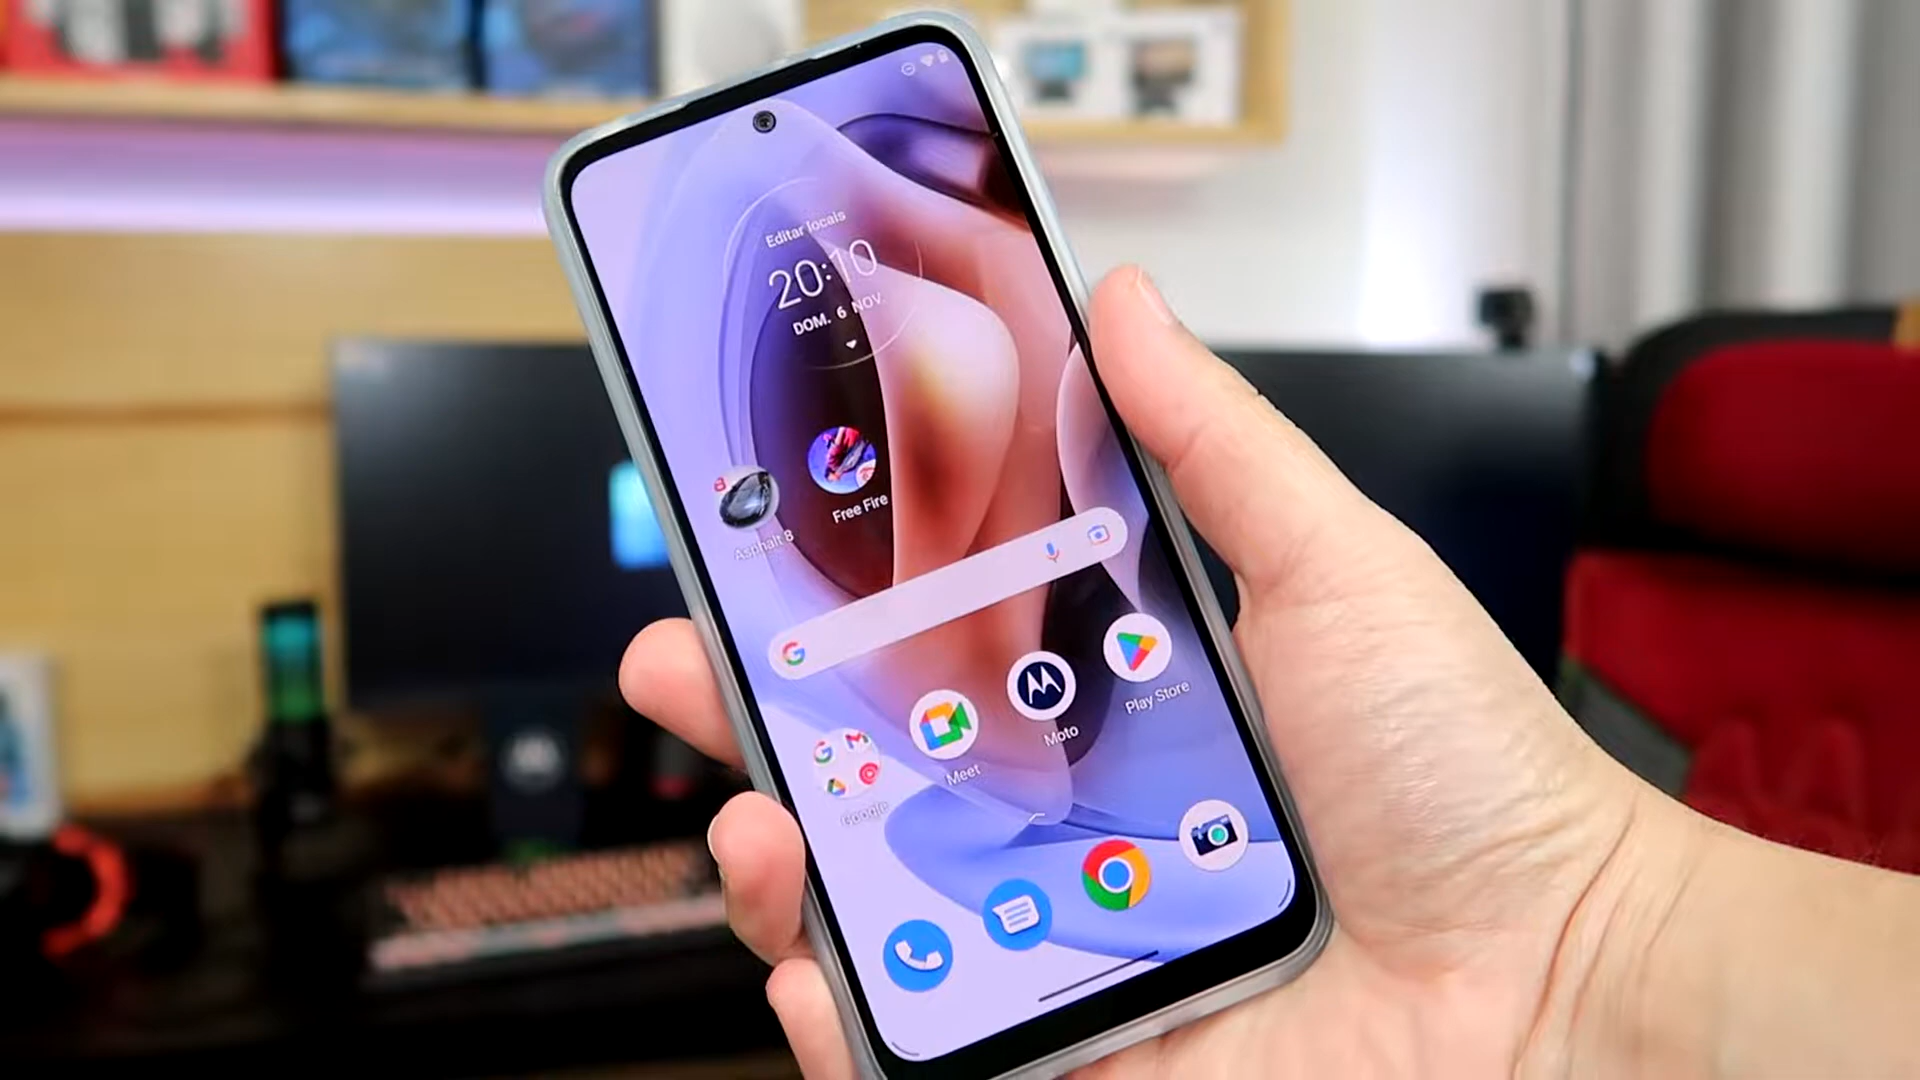 Editar locais
20:10
DOM. 6 NOV.
Free Fire
Asphalt 8
Play Store
Moto
Meet
Google